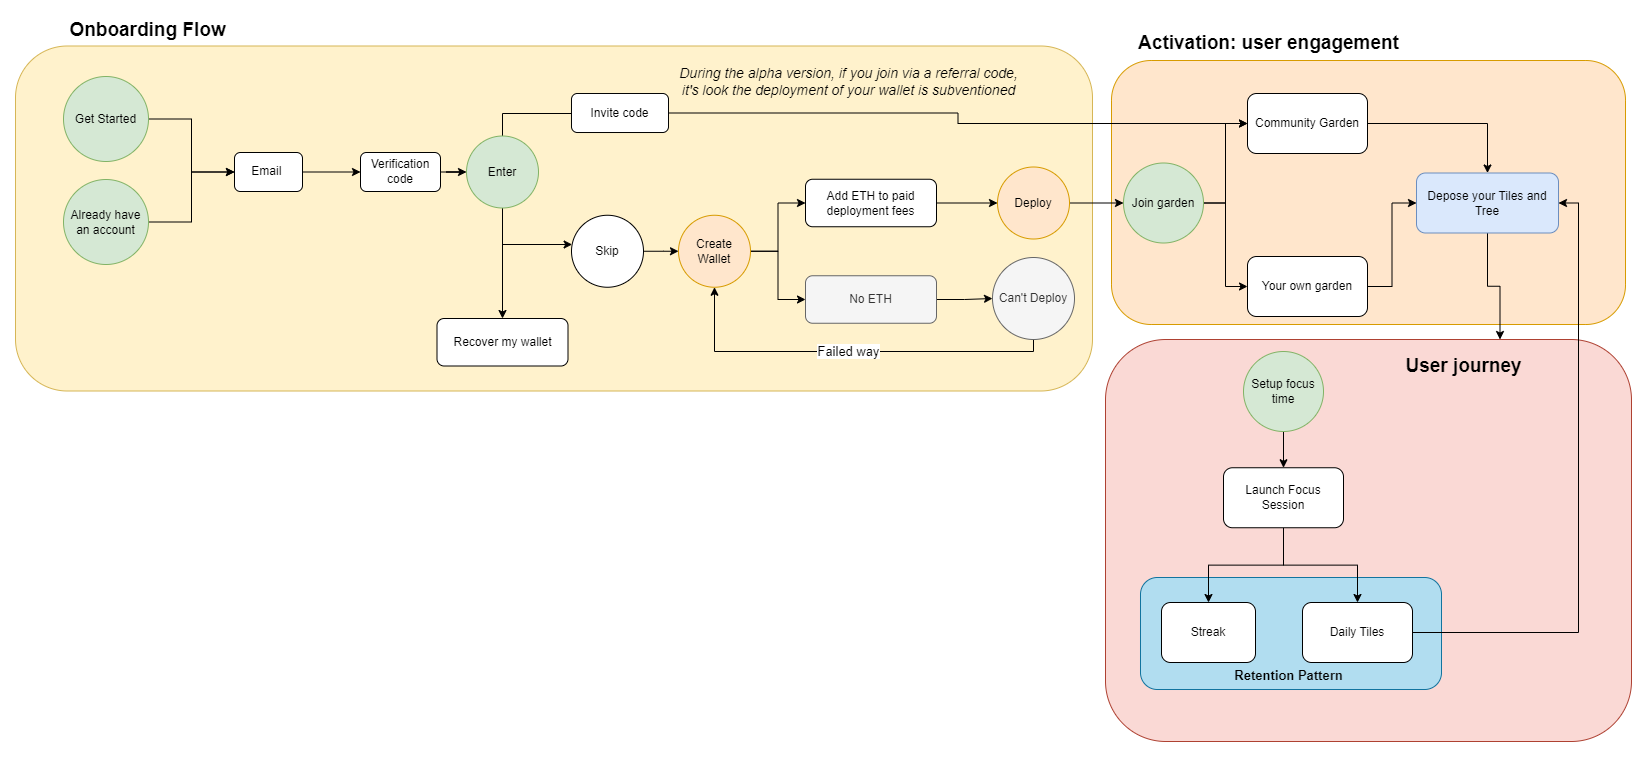 Onboarding Flow
During the alpha version, if you join via a referral code,
it's look the deployment of your wallet is subventioned
Get Started
Already have
an account
Email
Verification
code
Enter
Invite code
Skip
Recover my wallet
Create
Wallet
Add ETH to paid
deployment fees
No ETH
Deploy
Can't Deploy
Failed way
Activation: user engagement
Join garden
Community Garden
Your own garden
Depose your Tiles and
Tree
User journey
Setup focus
time
Launch Focus
Session
Streak
Daily Tiles
Retention Pattern